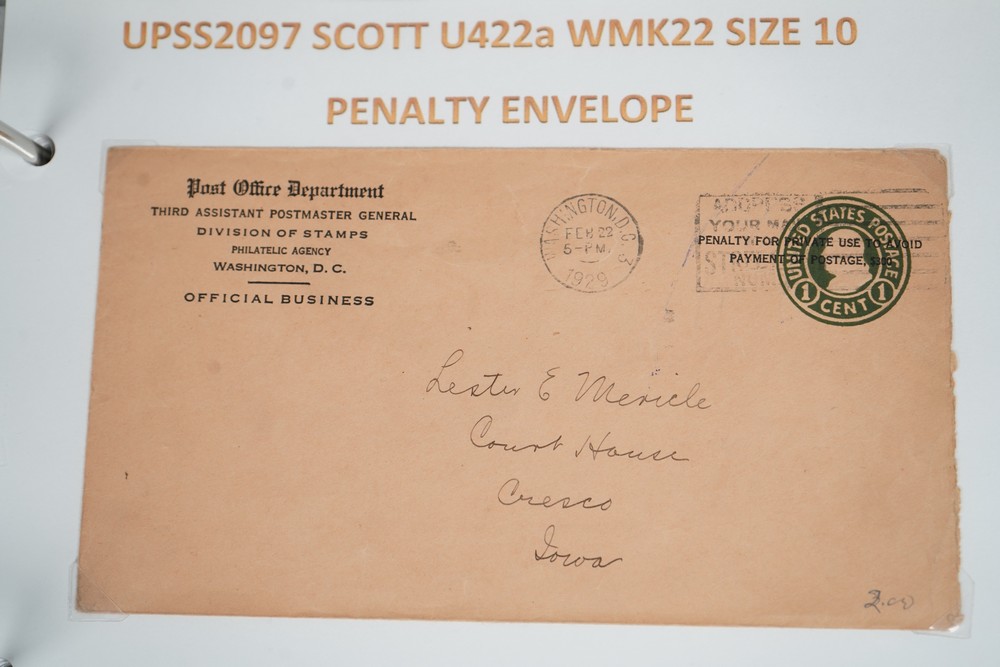 UPSS2097 SCOTT U422a WMK22 SIZE 10
PENALTY ENVELOPE
Post Office Department
THIRD ASSISTANT POSTMASTER GENERAL
DIVISION OF STAMPS
PHILATELIC AGENCY
WASHINGTON, D. C.
OFFICIAL BUSINESS
WASHINGTON, D.C. 3
FEB 22
5-PM
1929
YOUR
PENALTY FOR PRIVATE USE TO AVOID
PAYMENT OF POSTAGE, $300
UNITED STATES POSTAGE
1 CENT 1
Lester E Mericle
Court House
Cresco
Iowa
2.00